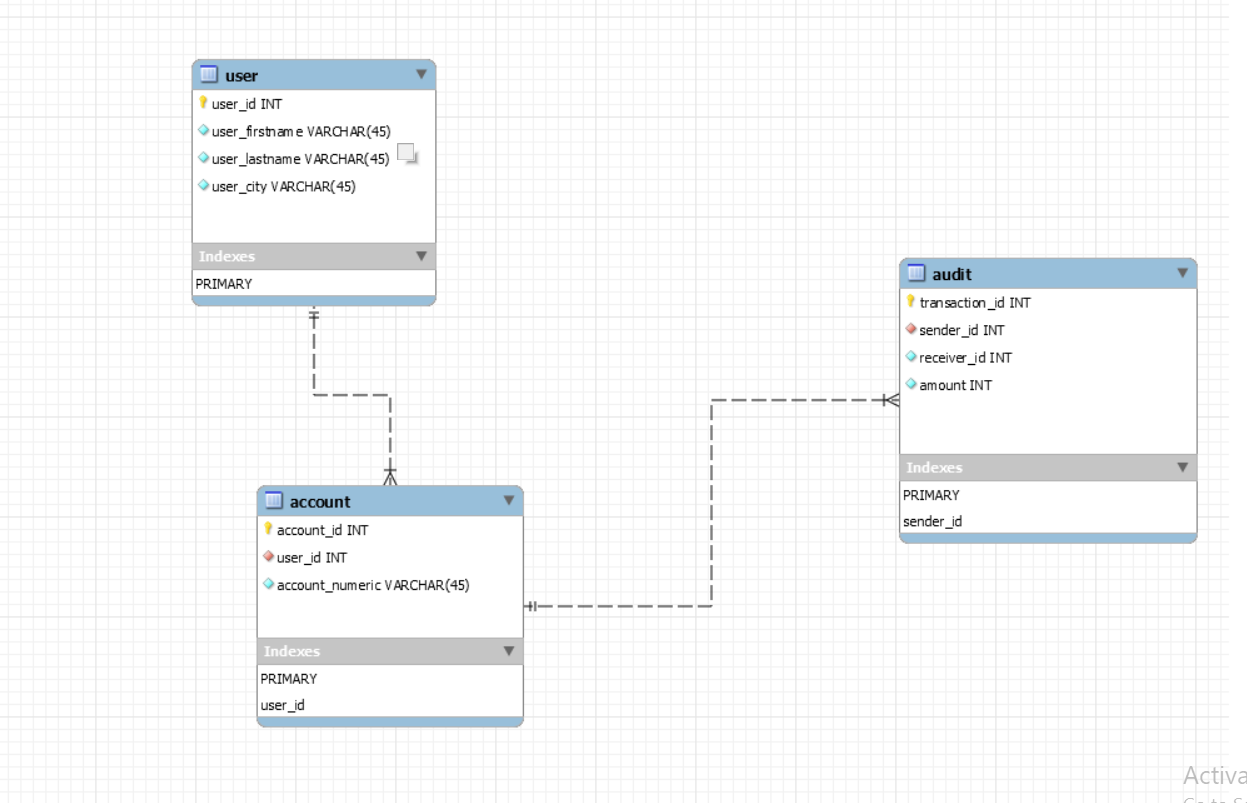 user
user_id INT
user_firstname VARCHAR(45)
user_lastname VARCHAR(45)
user_city VARCHAR(45)
Indexes
PRIMARY
audit
transaction_id INT
sender_id INT
receiver_id INT
amount INT
Indexes
PRIMARY
sender_id
account
account_id INT
user_id INT
account_numeric VARCHAR(45)
Indexes
PRIMARY
user_id
Activa